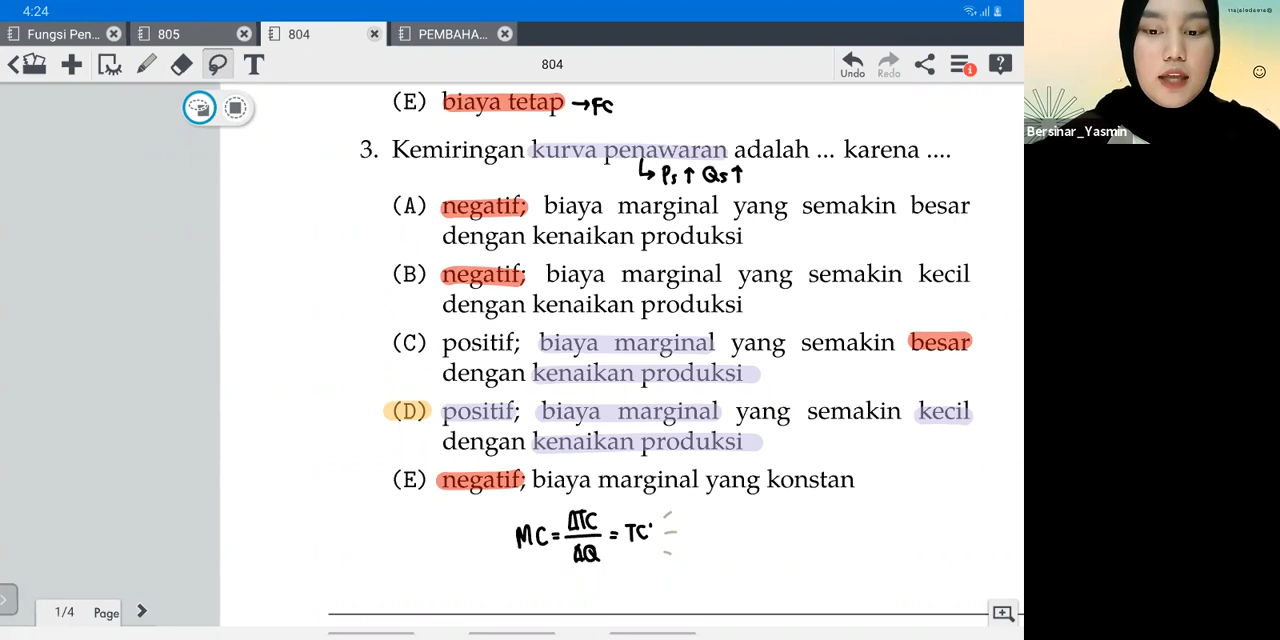 4:24
Fungsi Pen...
805
804
PEMBAHA...
T
804
Undo
Redo
(E) biaya tetap →FC
3. Kemiringan kurva penawaran adalah ... karena ....
↳ Ps↑ Qs↑
(A) negatif; biaya marginal yang semakin besar
dengan kenaikan produksi
(B) negatif; biaya marginal yang semakin kecil
dengan kenaikan produksi
(C) positif; biaya marginal yang semakin besar
dengan kenaikan produksi
(D) positif; biaya marginal yang semakin kecil
dengan kenaikan produksi
(E) negatif; biaya marginal yang konstan
MC = ΔTC
ΔQ
= TC'
1/4 Page
Bersinar_Yasmin